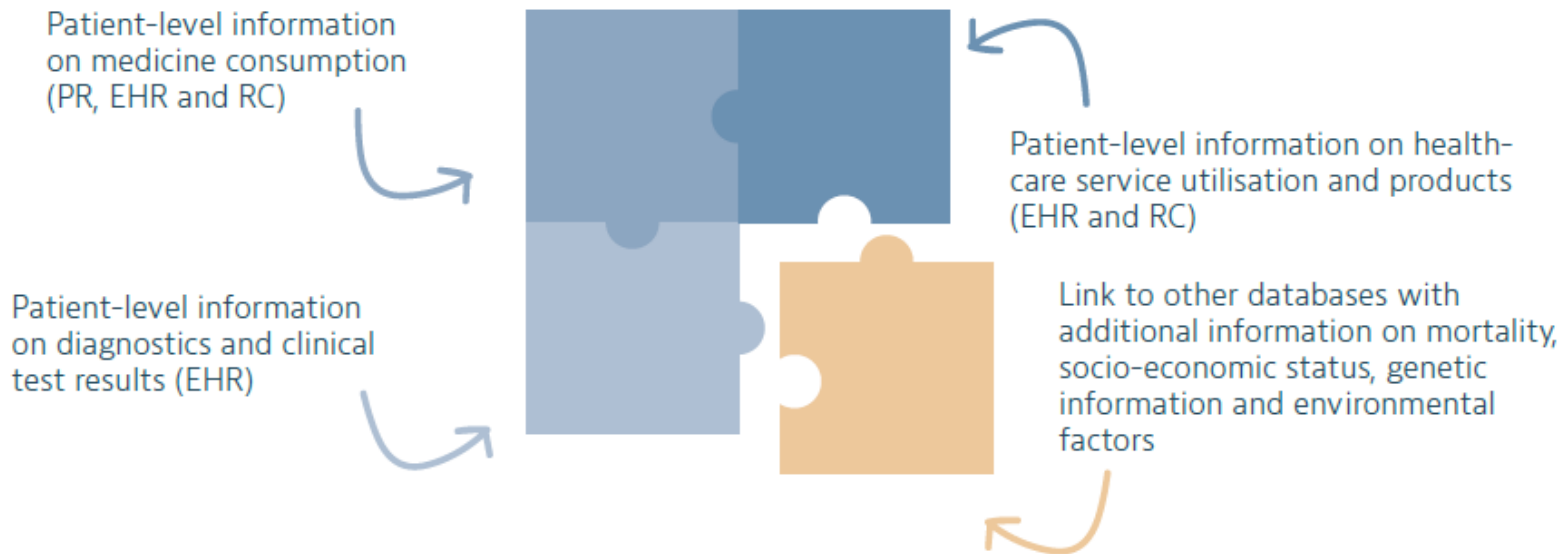 Patient-level information
on medicine consumption
(PR, EHR and RC)
Patient-level information on health-
care service utilisation and products
(EHR and RC)
Patient-level information
on diagnostics and clinical
test results (EHR)
Link to other databases with
additional information on mortality,
socio-economic status, genetic
information and environmental
factors